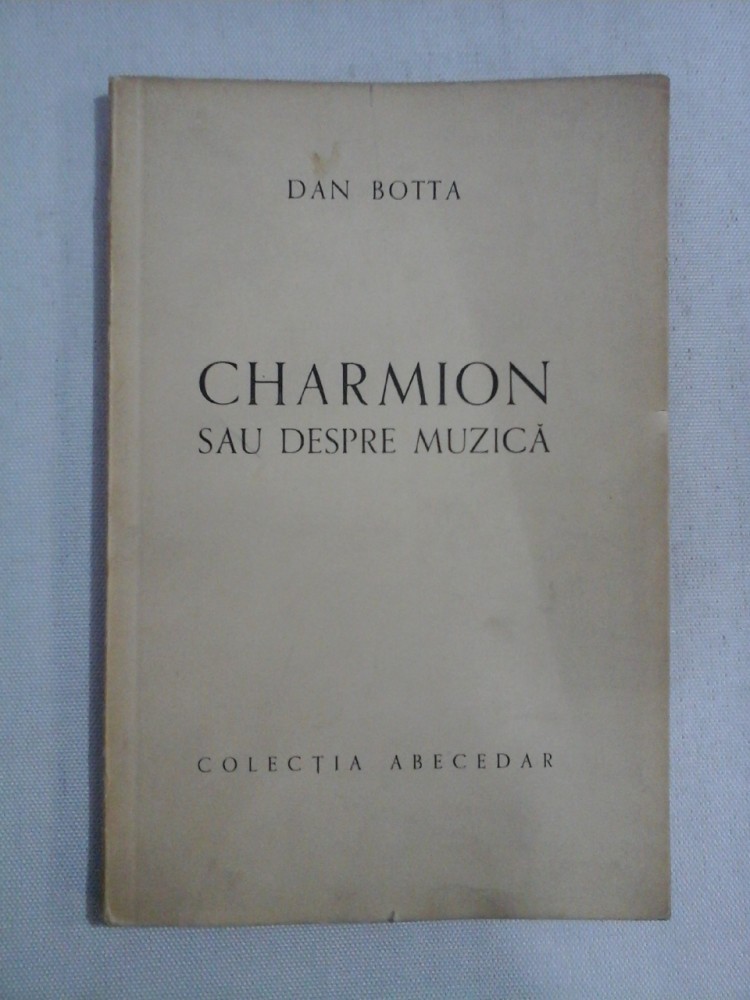 DAN BOTTA
CHARMION
SAU DESPRE MUZICĂ
COLECȚIA ABECEDAR